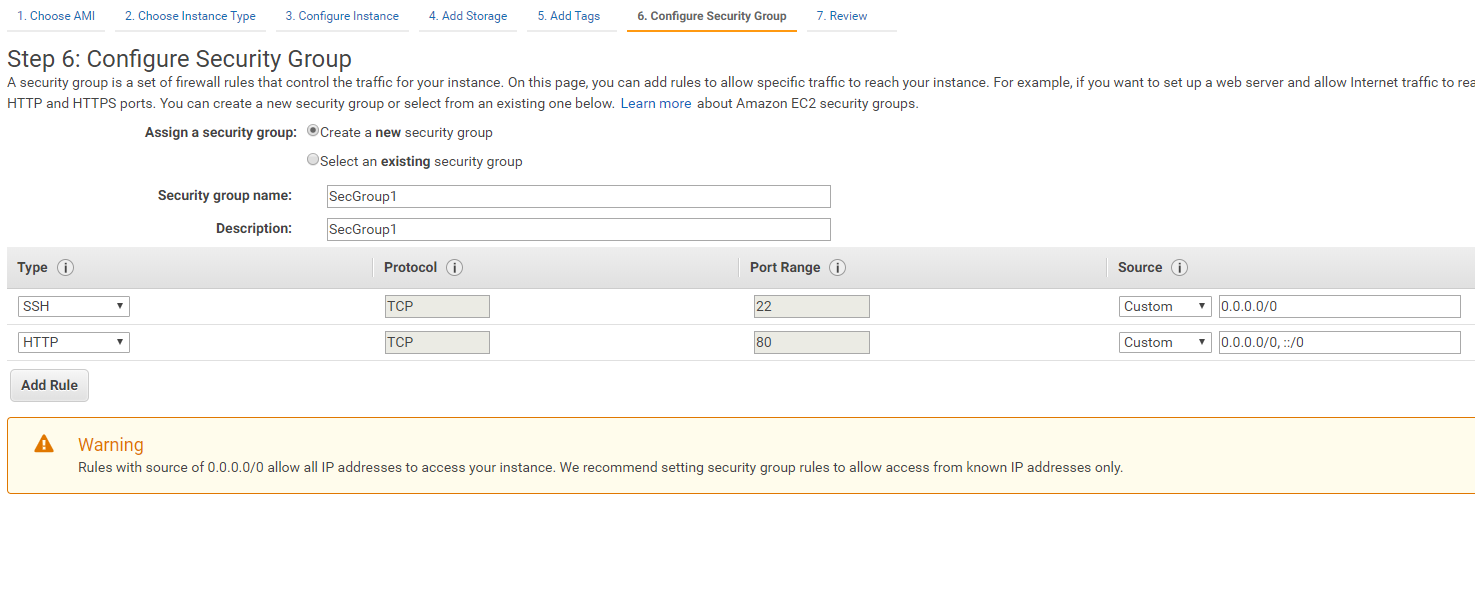 1. Choose AMI 2. Choose Instance Type 3. Configure Instance 4. Add Storage 5. Add Tags 6. Configure Security Group 7. Review
Step 6: Configure Security Group
A security group is a set of firewall rules that control the traffic for your instance. On this page, you can add rules to allow specific traffic to reach your instance. For example, if you want to set up a web server and allow Internet traffic to rea
HTTP and HTTPS ports. You can create a new security group or select from an existing one below. Learn more about Amazon EC2 security groups.
Assign a security group: Create a new security group
Select an existing security group
Security group name: SecGroup1
Description: SecGroup1
Type i Protocol i Port Range i Source i
SSH TCP 22 Custom 0.0.0.0/0
HTTP TCP 80 Custom 0.0.0.0/0, ::/0
Add Rule
Warning
Rules with source of 0.0.0.0/0 allow all IP addresses to access your instance. We recommend setting security group rules to allow access from known IP addresses only.